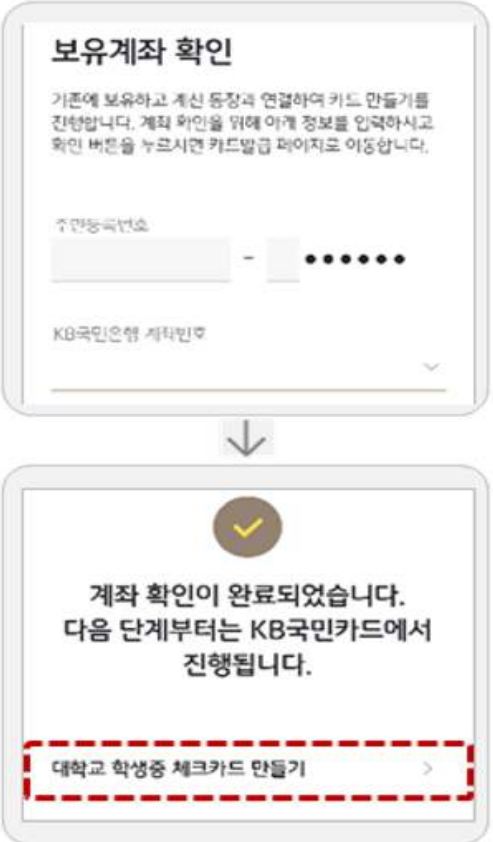 보유계좌 확인
기존에 보유하고 계신 통장과 연결하여 카드 만들기를
진행합니다. 계좌 확인을 위해 아래 정보를 입력하시고
확인 버튼을 누르시면 카드발급 페이지로 이동합니다.
주민등록번호
- ●●●●●●
KB국민은행 계좌번호
계좌 확인이 완료되었습니다.
다음 단계부터는 KB국민카드에서
진행됩니다.
대학교 학생증 체크카드 만들기